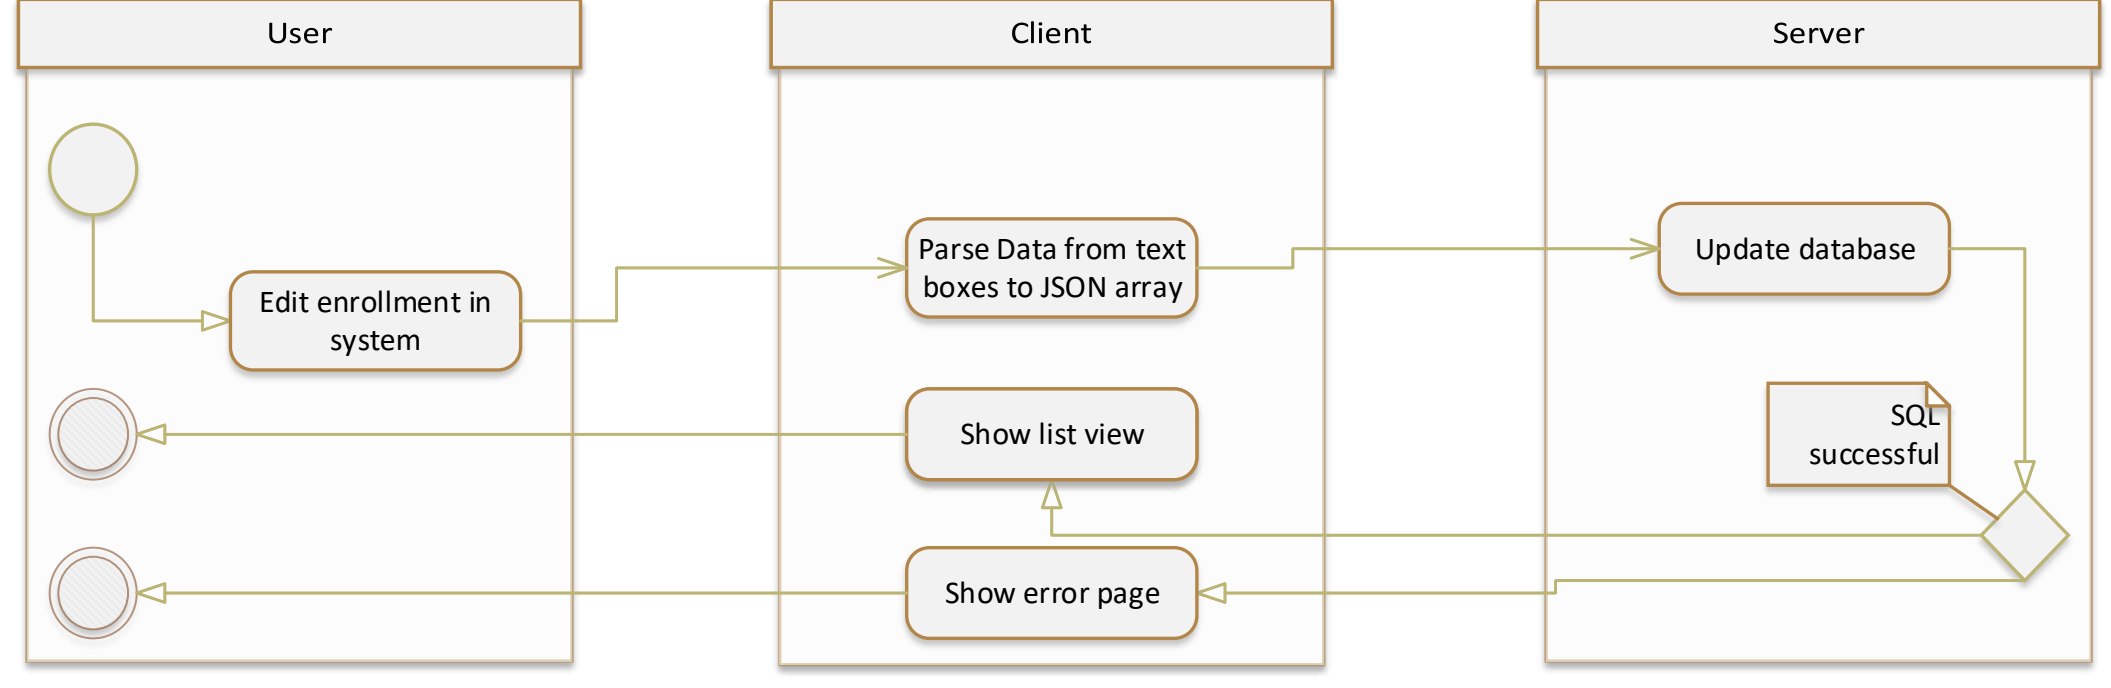 User
Client
Server
Edit enrollment in
system
Parse Data from text
boxes to JSON array
Update database
SQL
successful
Show list view
Show error page